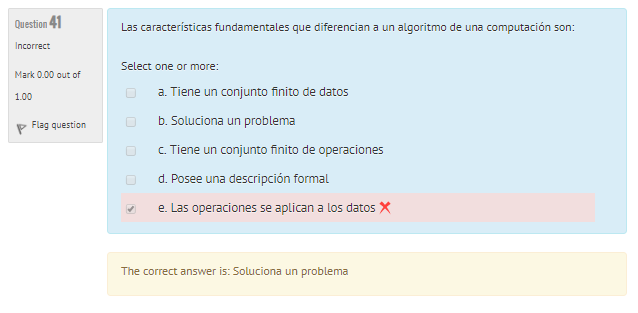 Question 41
Incorrect
Mark 0.00 out of
1.00
Flag question
Las características fundamentales que diferencian a un algoritmo de una computación son:
Select one or more:
a. Tiene un conjunto finito de datos
b. Soluciona un problema
c. Tiene un conjunto finito de operaciones
d. Posee una descripción formal
e. Las operaciones se aplican a los datos
The correct answer is: Soluciona un problema